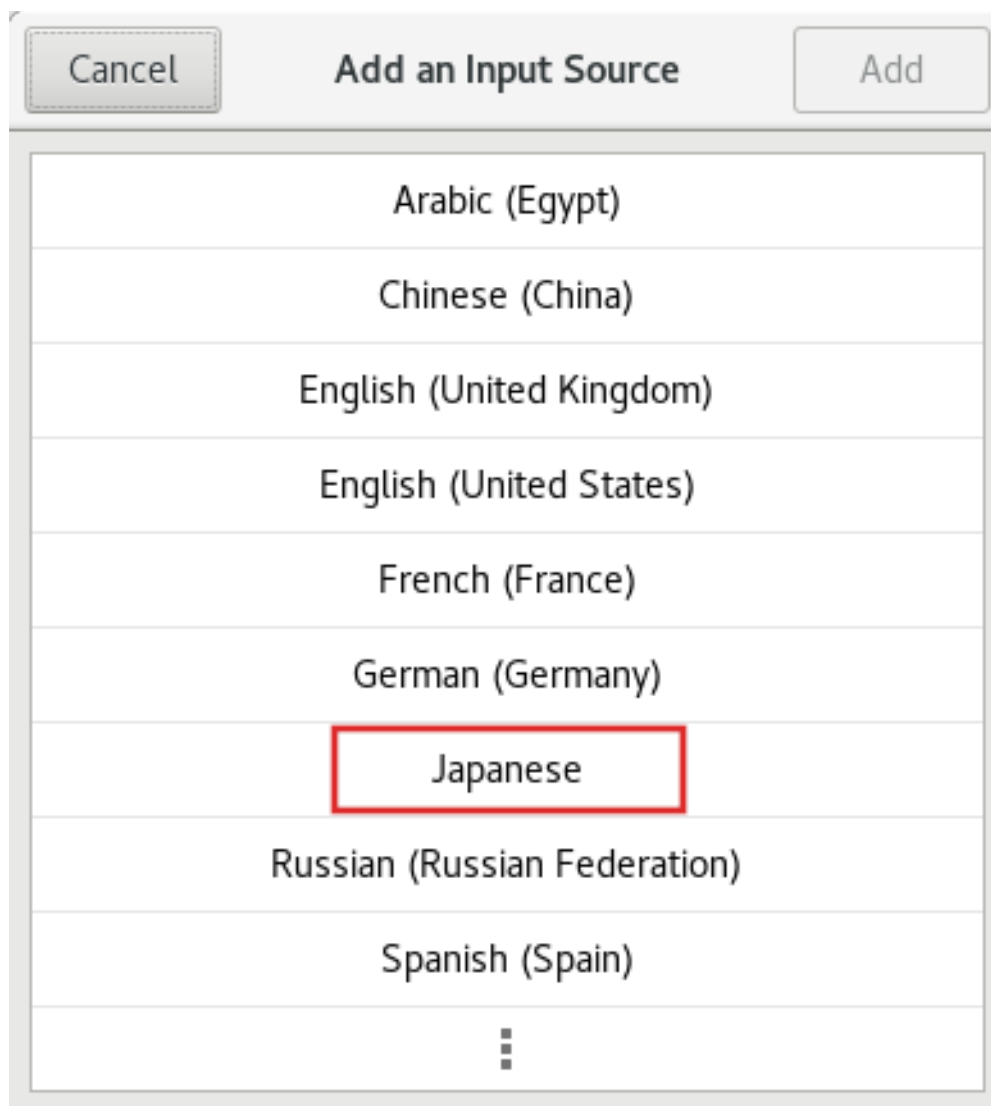 Cancel Add an Input Source Add
Arabic (Egypt)
Chinese (China)
English (United Kingdom)
English (United States)
French (France)
German (Germany)
Japanese
Russian (Russian Federation)
Spanish (Spain)